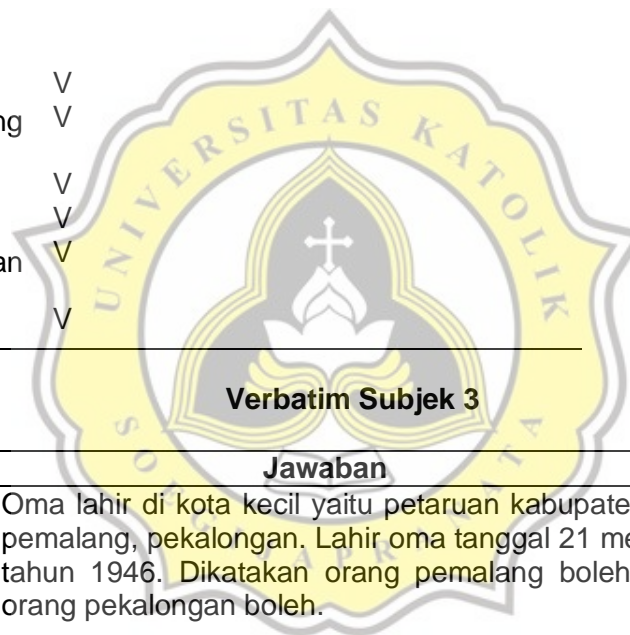 V
ng V
V
V
an V
V
UNIVERSITAS KATOLIK
SOEGIJAPRANATA
Verbatim Subjek 3
Jawaban
Oma lahir di kota kecil yaitu petaruan kabupate
pemalang, pekalongan. Lahir oma tanggal 21 me
tahun 1946. Dikatakan orang pemalang boleh
orang pekalongan boleh.